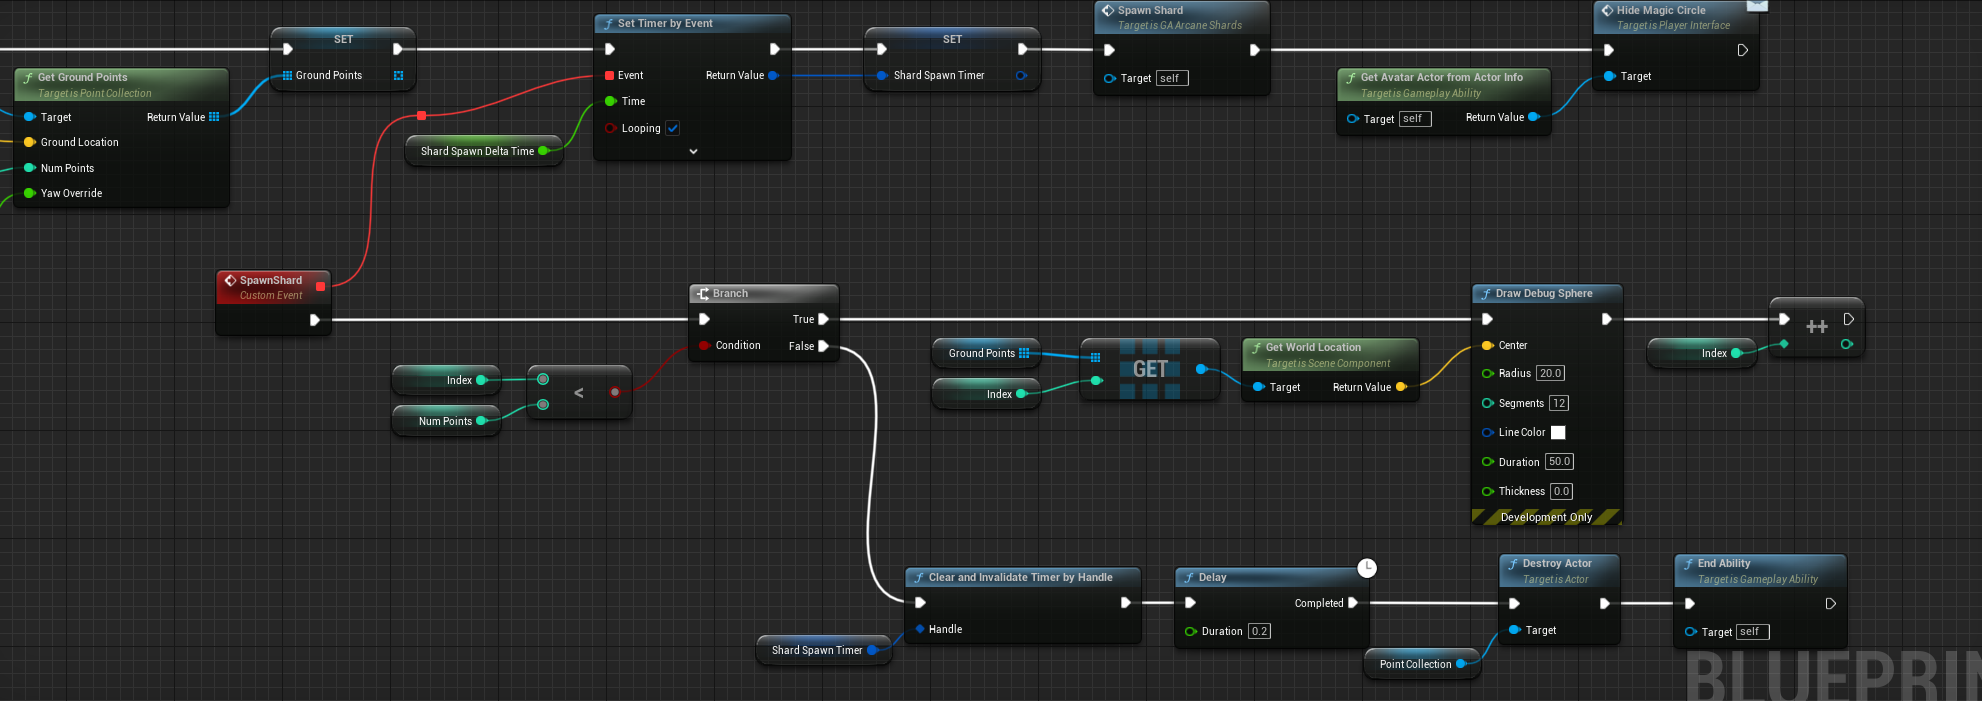 SET
Ground Points
Get Ground Points
Target is Point Collection
Target
Return Value
Ground Location
Num Points
Yaw Override
Set Timer by Event
Event
Return Value
Time
Looping
Shard Spawn Delta Time
SET
Shard Spawn Timer
Spawn Shard
Target is GA Arcane Shards
Target self
Get Avatar Actor from Actor Info
Target is Gameplay Ability
Target self
Return Value
Hide Magic Circle
Target is Player Interface
Target
SpawnShard
Custom Event
Index
Num Points
<
Branch
True
Condition
False
Ground Points
Index
GET
Get World Location
Target is Scene Component
Target
Return Value
Draw Debug Sphere
Center
Radius 20.0
Segments 12
Line Color
Duration 50.0
Thickness 0.0
Development Only
Index
++
Clear and Invalidate Timer by Handle
Handle
Shard Spawn Timer
Delay
Completed
Duration 0.2
Point Collection
Destroy Actor
Target is Actor
Target
End Ability
Target is Gameplay Ability
Target self
BLUEPRIN